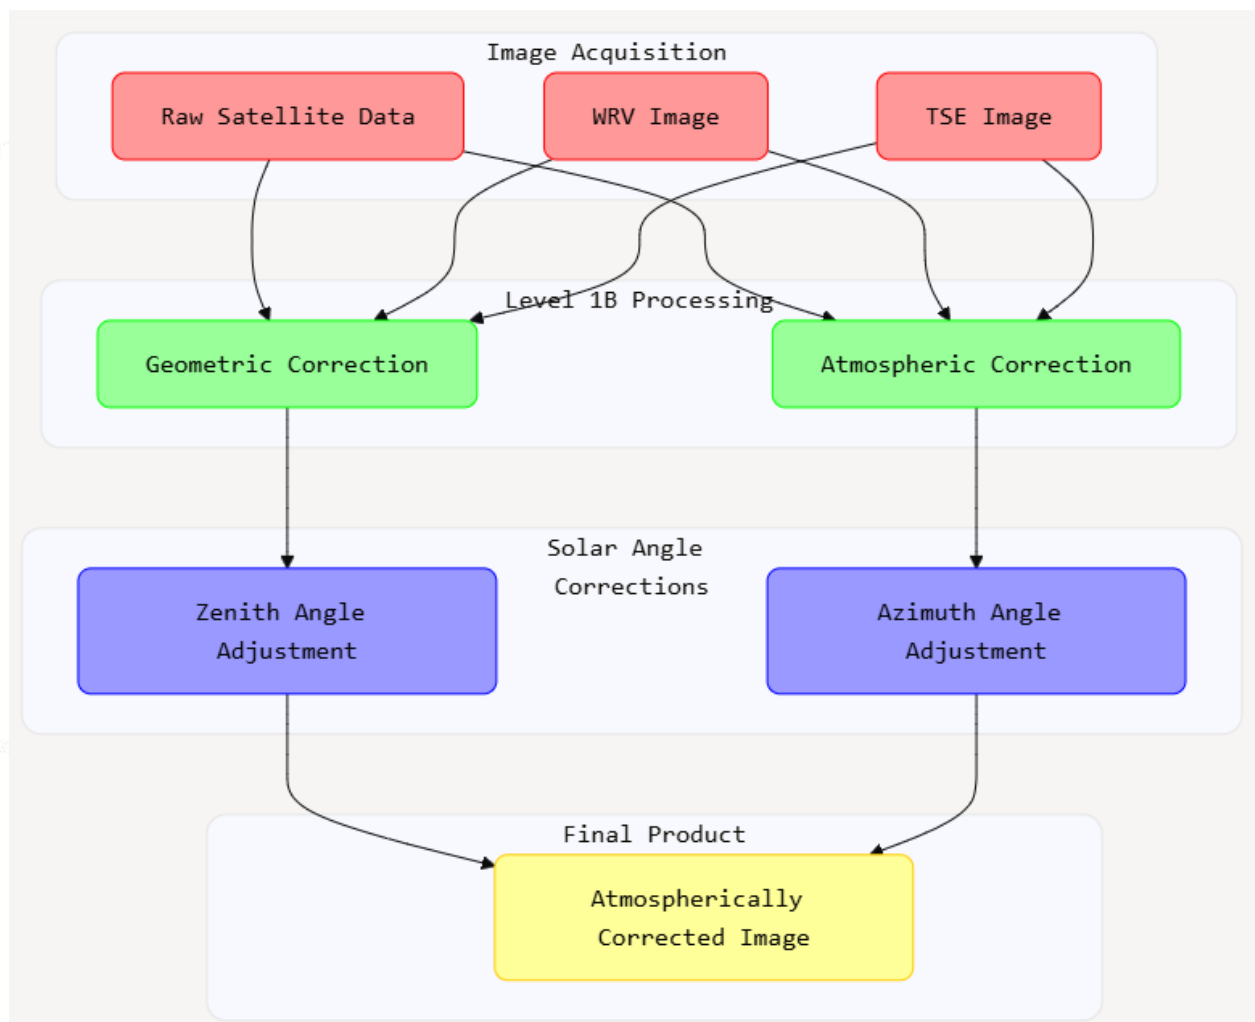 Image Acquisition
Raw Satellite Data
WRV Image
TSE Image
Level 1B Processing
Geometric Correction
Atmospheric Correction
Solar Angle
Corrections
Zenith Angle
Adjustment
Azimuth Angle
Adjustment
Final Product
Atmospherically
Corrected Image